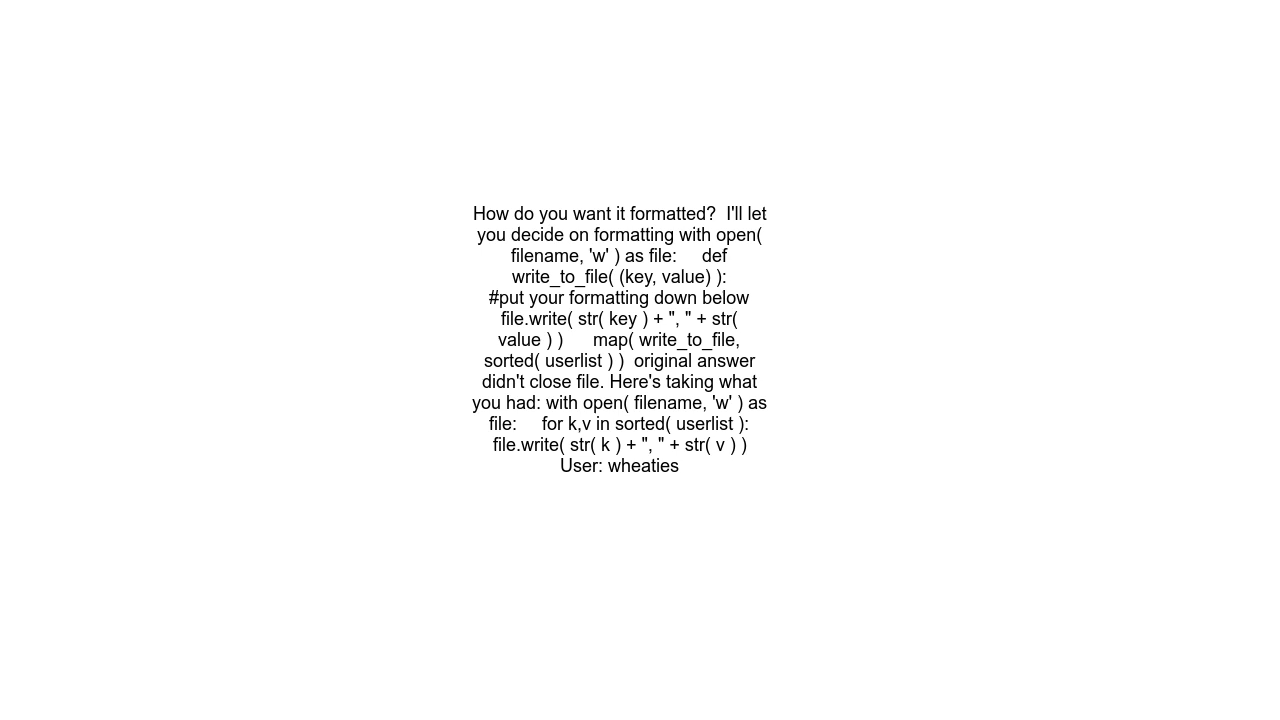 How do you want it formatted?  I'll let
you decide on formatting with open(
filename, 'w' ) as file:     def
write_to_file( (key, value) ):
#put your formatting down below
file.write( str( key ) + ", " + str(
value ) )      map( write_to_file,
sorted( userlist ) )  original answer
didn't close file. Here's taking what
you had: with open( filename, 'w' ) as
file:     for k,v in sorted( userlist ):
file.write( str( k ) + ", " + str( v ) )
User: wheaties